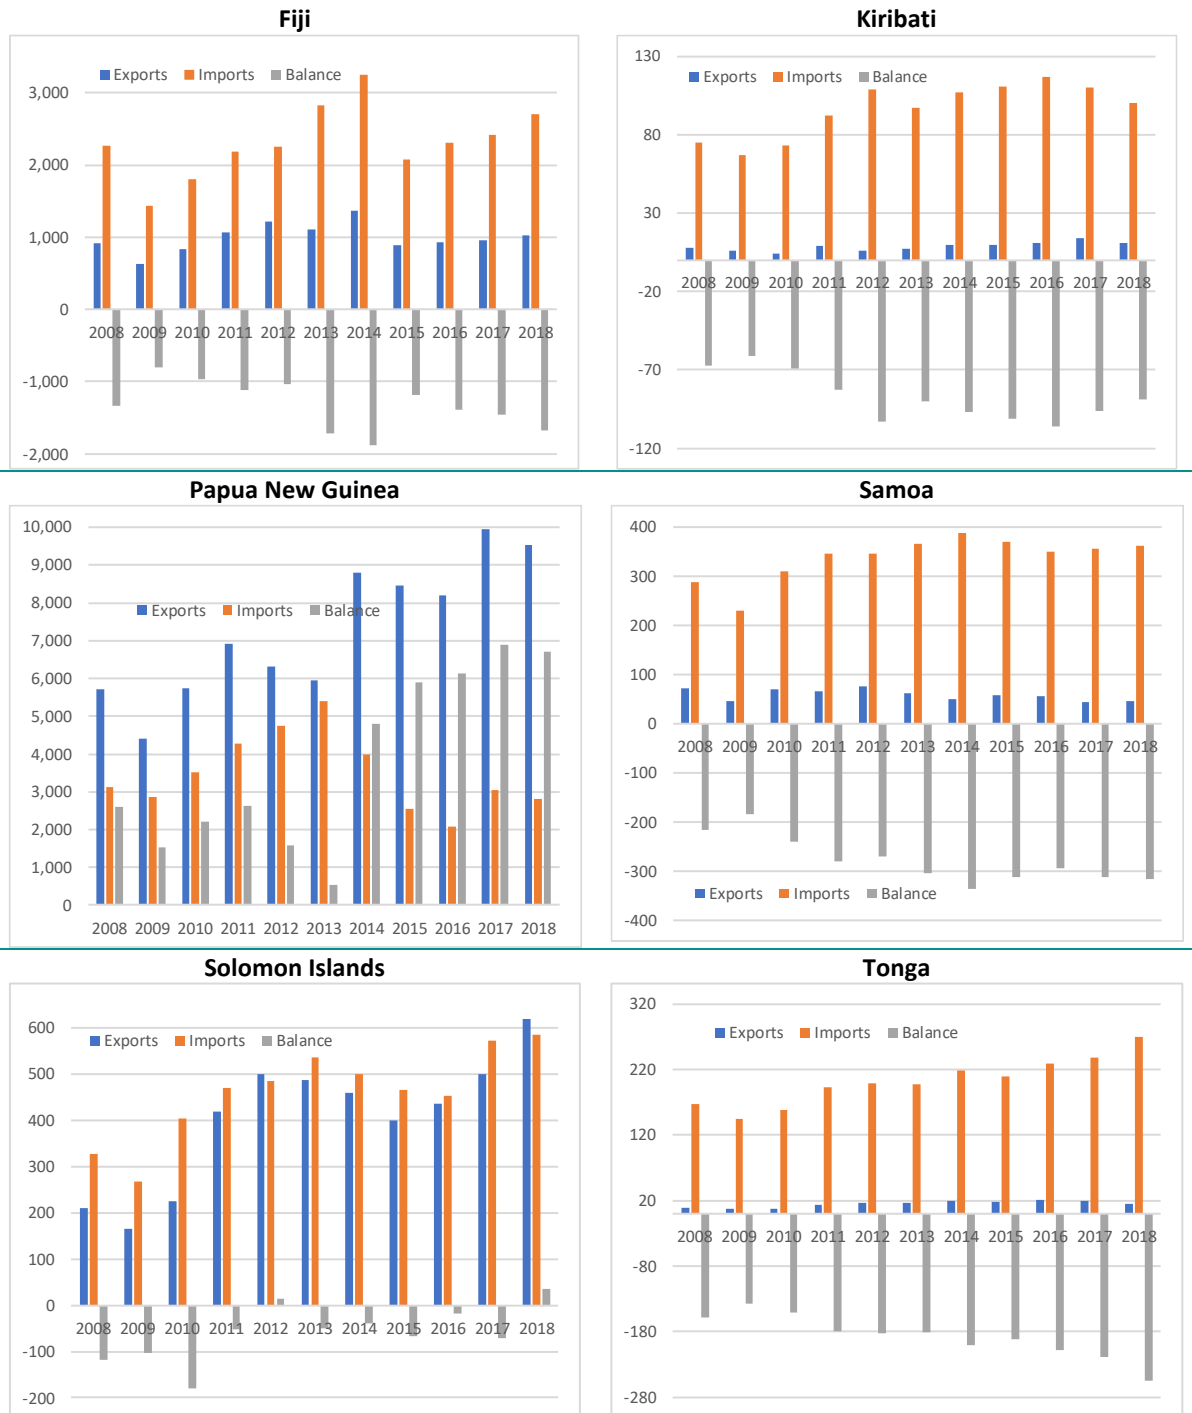 Fiji
Exports Imports Balance
3,000
2,000
1,000
0
-1,000
-2,000
2008 2009 2010 2011 2012 2013 2014 2015 2016 2017 2018
Kiribati
130
Exports Imports Balance
80
30
-20
-70
-120
2008 2009 2010 2011 2012 2013 2014 2015 2016 2017 2018
Papua New Guinea
10,000
9,000
8,000
Exports Imports Balance
7,000
6,000
5,000
4,000
3,000
2,000
1,000
0
2008 2009 2010 2011 2012 2013 2014 2015 2016 2017 2018
Samoa
400
300
200
100
0
2008 2009 2010 2011 2012 2013 2014 2015 2016 2017 2018
-100
-200
-300
Exports Imports Balance
-400
Solomon Islands
600
Exports Imports Balance
500
400
300
200
100
0
2008 2009 2010 2011 2012 2013 2014 2015 2016 2017 2018
-100
-200
Tonga
320
Exports Imports Balance
220
120
20
2008 2009 2010 2011 2012 2013 2014 2015 2016 2017 2018
-80
-180
-280